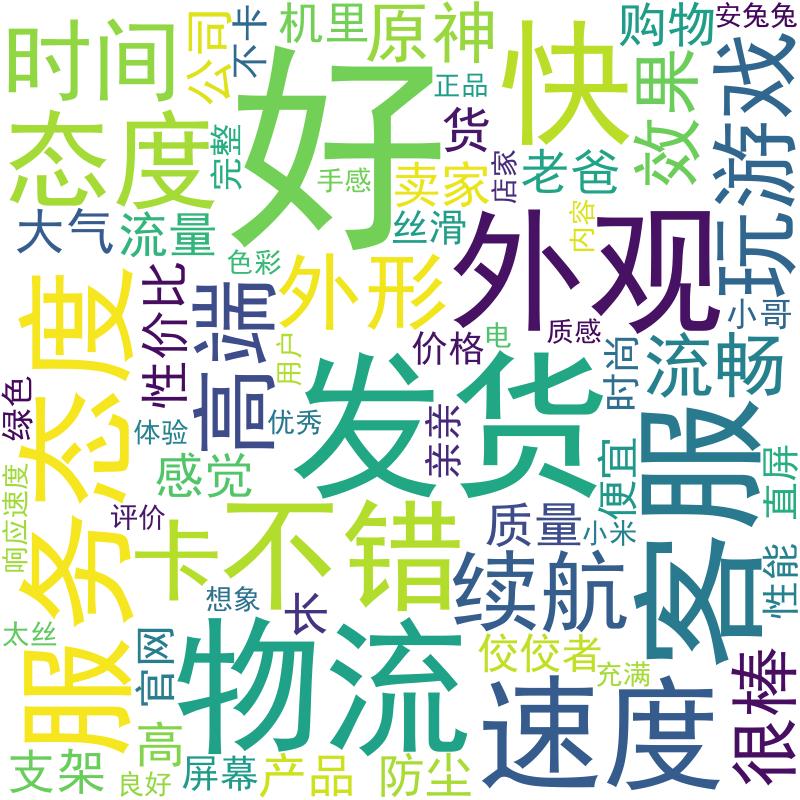 时间
公司
不卡
机里
原神
快
购物
安兔兔
态度
完整
好
正品
货
效果
玩游戏
手感
卖家
店家
老爸
大气
流量
丝滑
内容
外观
色彩
外形
性价比
高端
服务态度
绿色
用户
价格
电
质感
小哥
时尚
流畅
发货
亲亲
体验
优秀
感觉
便宜
客服
直屏
响应速度
评价
卡
不错
质量
小米
续航
性能
想象
长
太丝
官网
物流
佼佼者
充满
很棒
速度
高
支架
良好
屏幕
产品
防尘